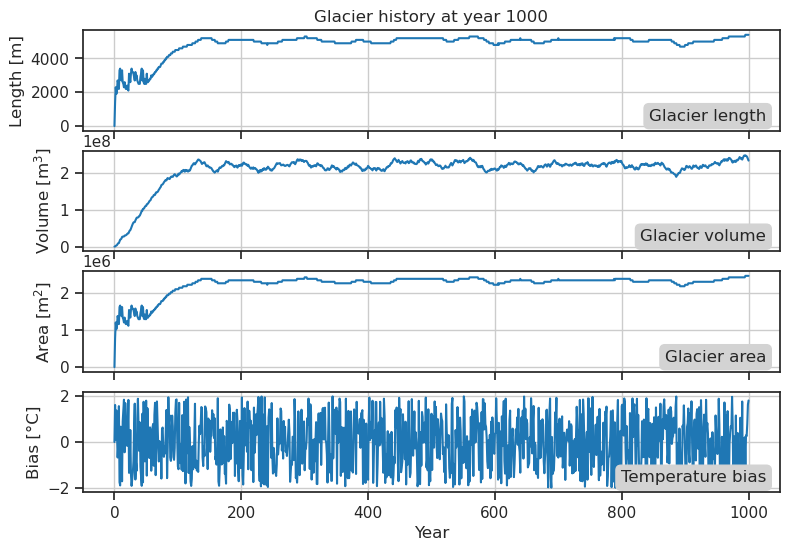 Glacier history at year 1000
Length [m]
4000
2000
0
Glacier length
1e8
Volume [m³]
2
1
0
Glacier volume
1e6
Area [m²]
2
1
0
Glacier area
Bias [°C]
2
0
−2
Temperature bias
0 200 400 600 800 1000
Year